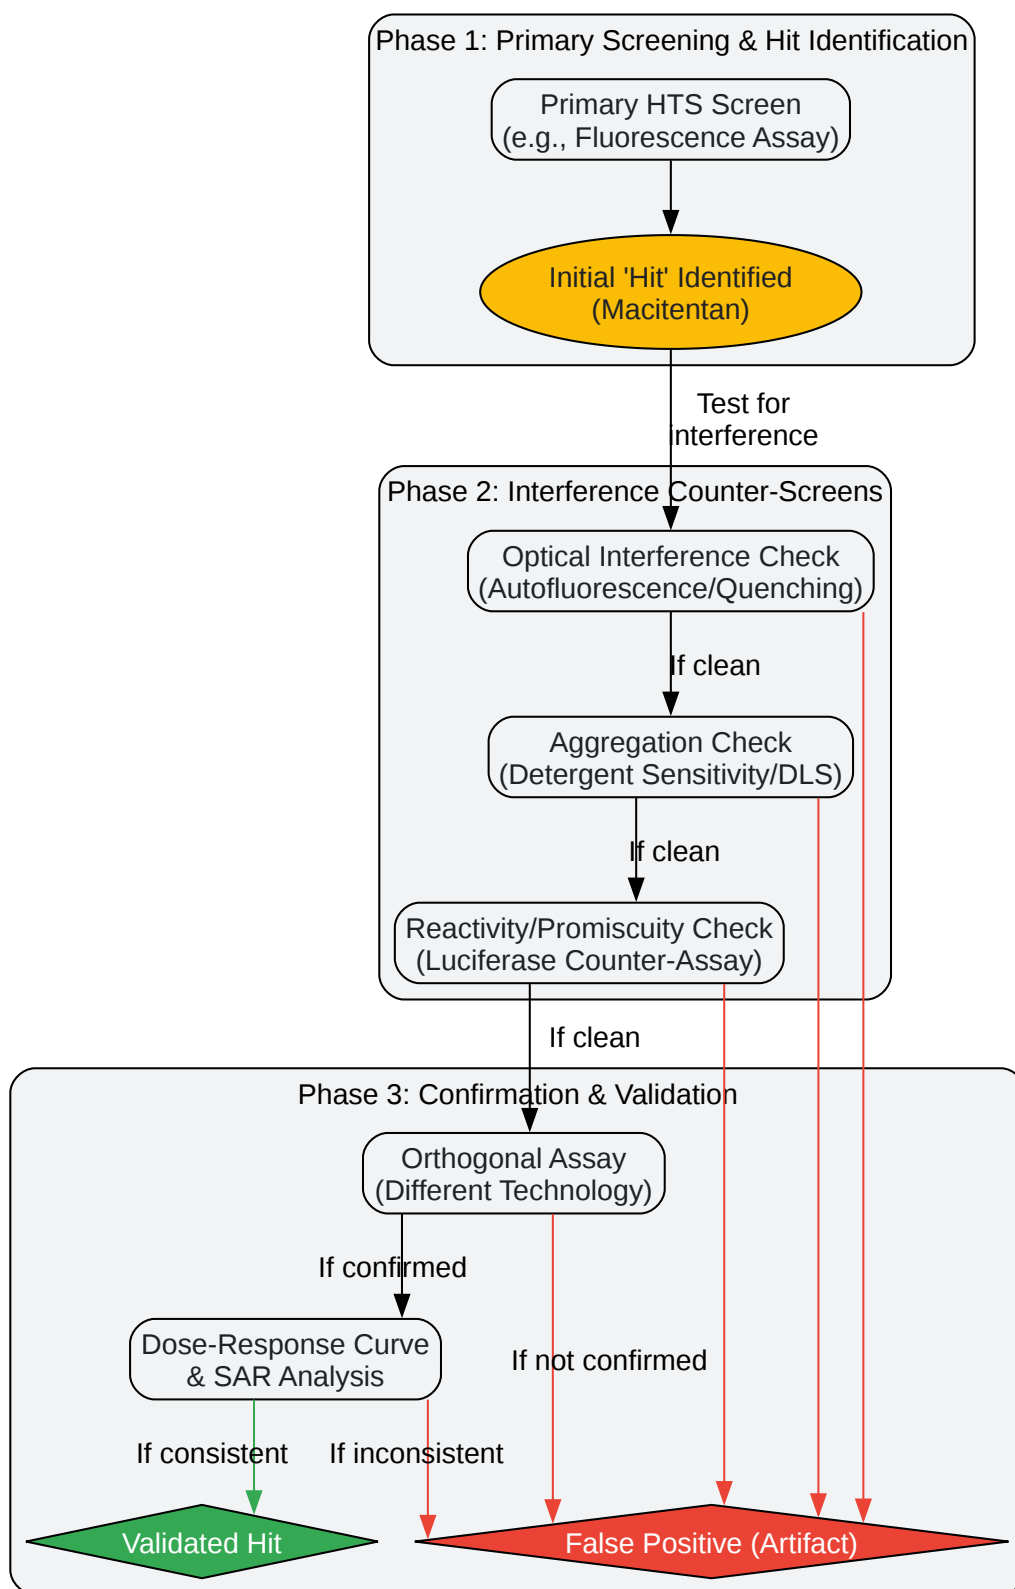 Phase 1: Primary Screening & Hit Identification
Primary HTS Screen
(e.g., Fluorescence Assay)
Initial 'Hit' Identified
(Macitentan)
Test for
interference
Phase 2: Interference Counter-Screens
Optical Interference Check
(Autofluorescence/Quenching)
If clean
Aggregation Check
(Detergent Sensitivity/DLS)
If clean
Reactivity/Promiscuity Check
(Luciferase Counter-Assay)
If clean
Phase 3: Confirmation & Validation
Orthogonal Assay
(Different Technology)
If confirmed
Dose-Response Curve
& SAR Analysis
If not confirmed
If consistent
If inconsistent
Validated Hit
False Positive (Artifact)